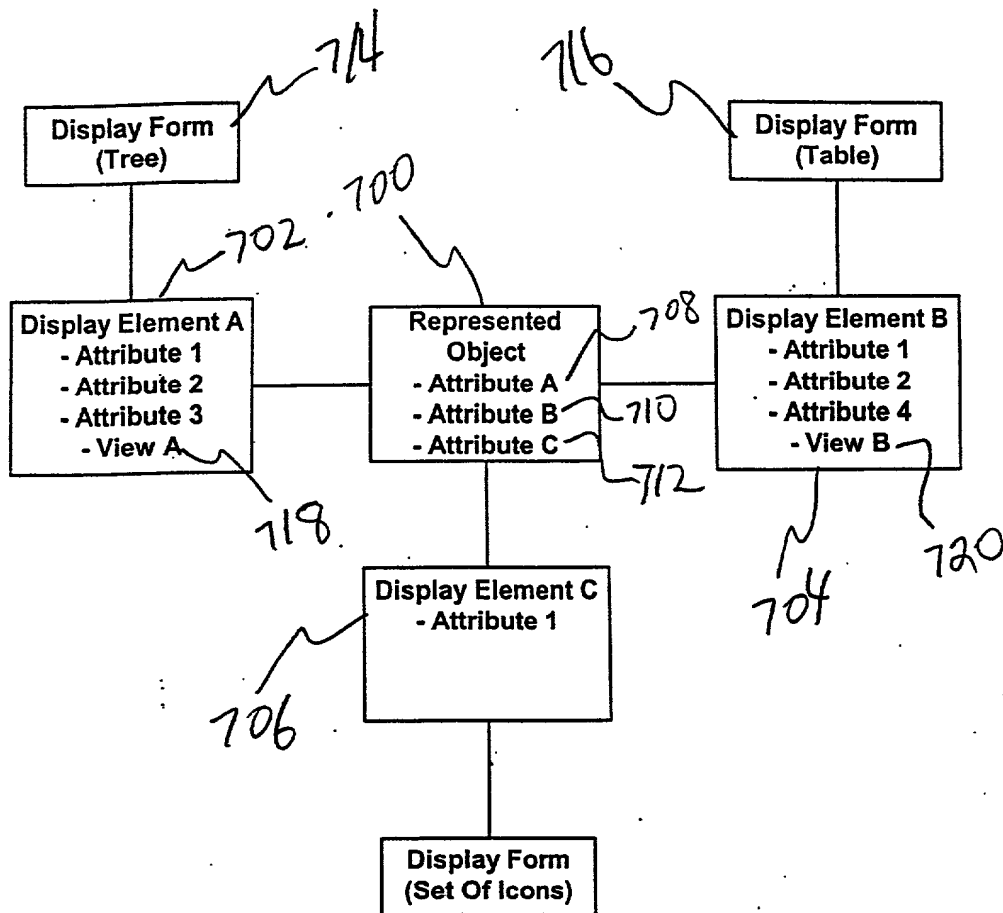 714
716
Display Form
(Tree)
Display Form
(Table)
702
700
Display Element A
- Attribute 1
- Attribute 2
- Attribute 3
- View A
Represented
Object
- Attribute A
- Attribute B
- Attribute C
708
710
712
Display Element B
- Attribute 1
- Attribute 2
- Attribute 4
- View B
718
720
704
Display Element C
- Attribute 1
706
Display Form
(Set Of Icons)